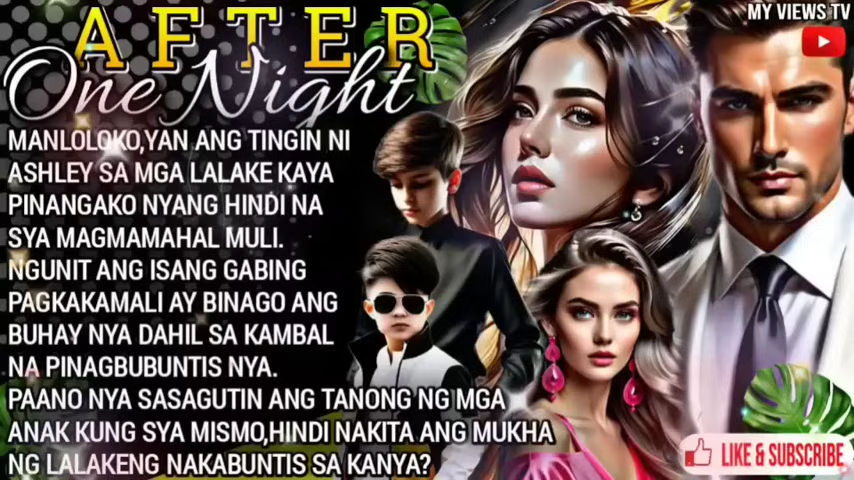 AFTER
One Night
MY VIEWS TV
MANLOLOKO,YAN ANG TINGIN NI
ASHLEY SA MGA LALAKE KAYA
PINANGAKO NYANG HINDI NA
SYA MAGMAMAHAL MULI.
NGUNIT ANG ISANG GABING
PAGKAKAMALI AY BINAGO ANG
BUHAY NYA DAHIL SA KAMBAL
NA PINAGBUBUNTIS NYA.
PAANO NYA SASAGUTIN ANG TANONG NG MGA
ANAK KUNG SYA MISMO,HINDI NAKITA ANG MUKHA
NG LALAKENG NAKABUNTIS SA KANYA?
LIKE & SUBSCRIBE